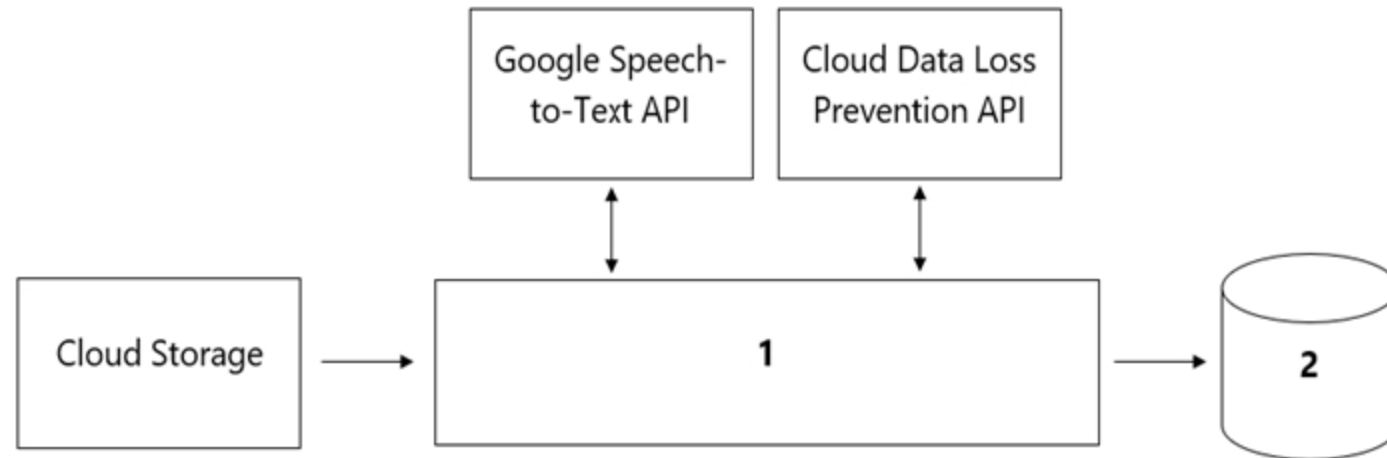 Google Speech-
to-Text API
Cloud Data Loss
Prevention API
Cloud Storage
1
2